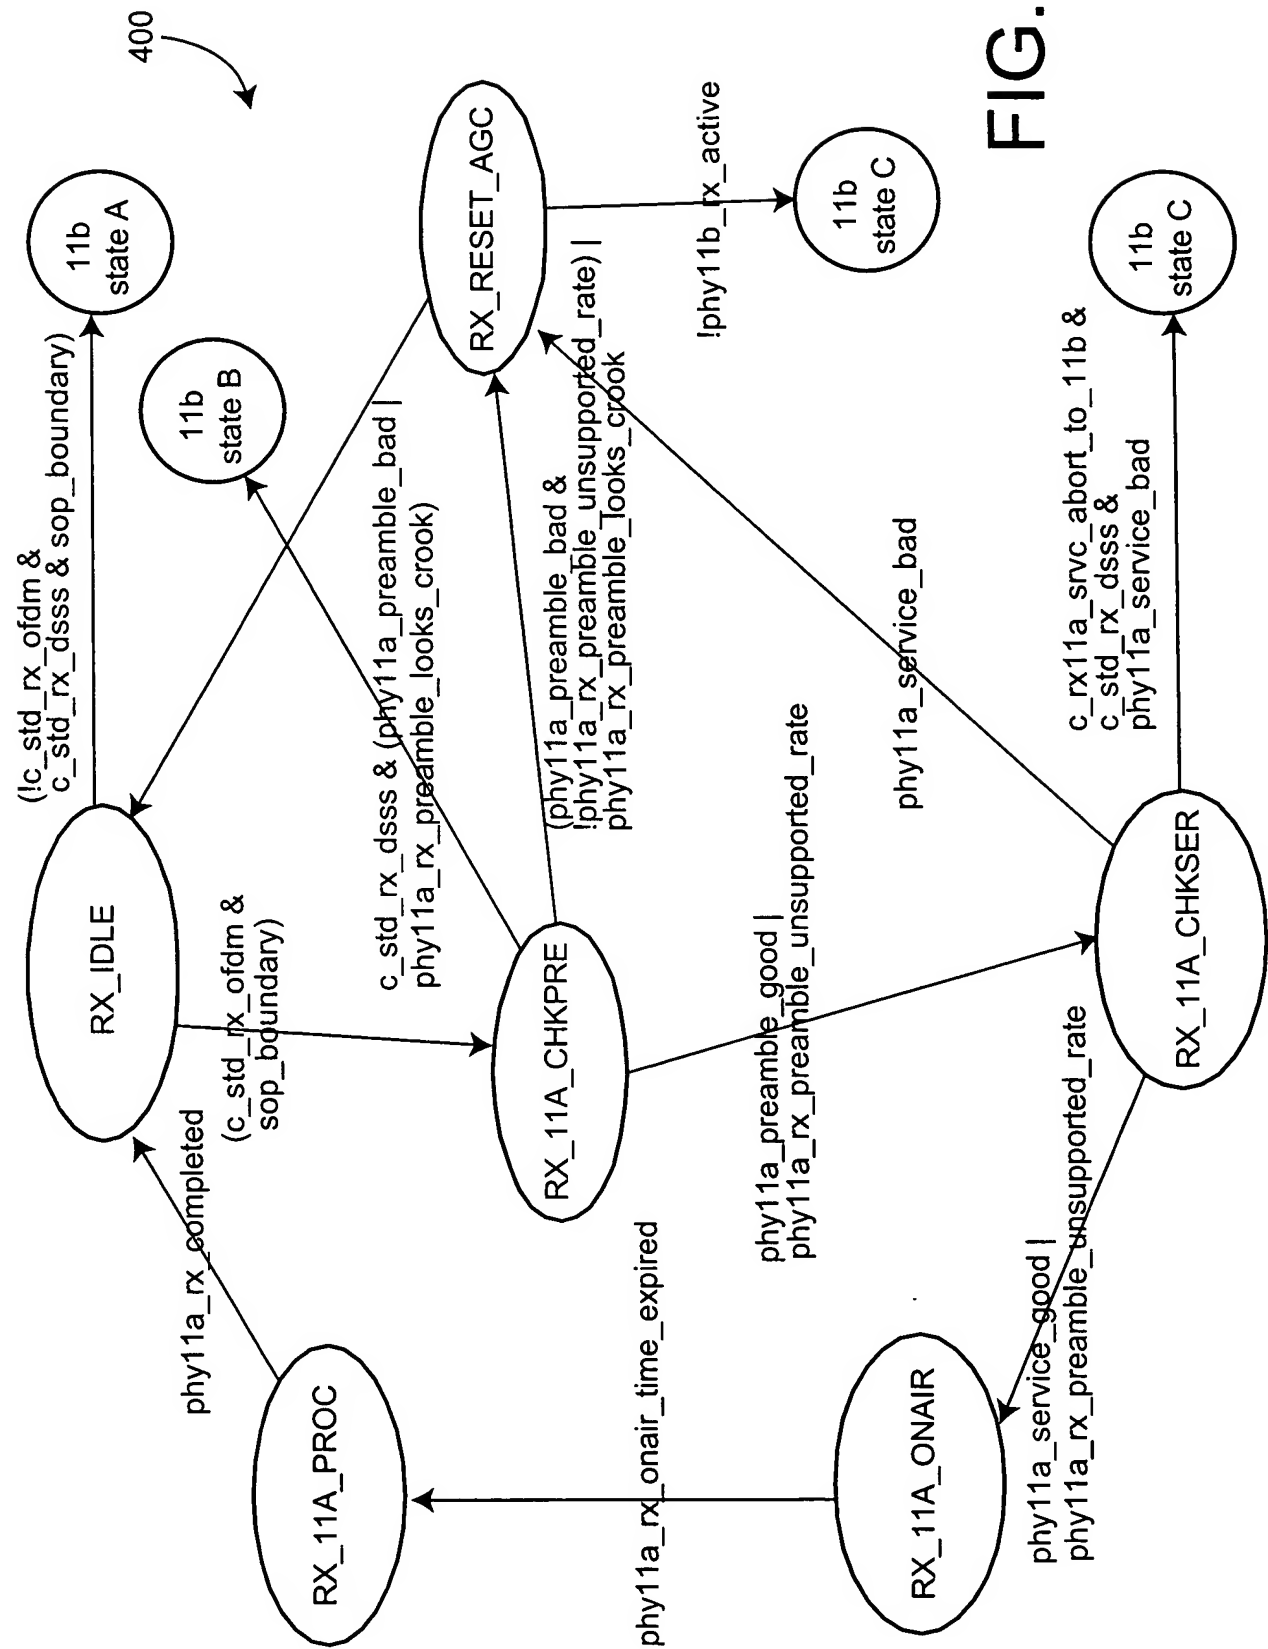 400
11b
state A
(!c_std_rx_ofdm &
c_std_rx_dsss & sop_boundary)
RX_IDLE
11b
state B
phy11a_rx_completed
(c_std_rx_ofdm &
sop_boundary)
c_std_rx_dsss & (phy11a_preamble_bad |
phy11a_rx_preamble_looks_crook)
RX_RESET_AGC
RX_11A_PROC
RX_11A_CHKPRE
(phy11a_preamble_bad &
!phy11a_rx_preamble_unsupported_rate) |
phy11a_rx_preamble_looks_crook
!phy11b_rx_active
11b
state C
phy11a_rx_onair_time_expired
phy11a_preamble_good |
phy11a_rx_preamble_unsupported_rate
phy11a_service_bad
RX_11A_ONAIR
phy11a_service_good |
phy11a_rx_preamble_unsupported_rate
RX_11A_CHKSER
c_rx11a_srvc_abort_to_11b &
c_std_rx_dsss &
phy11a_service_bad
11b
state C
FIG.